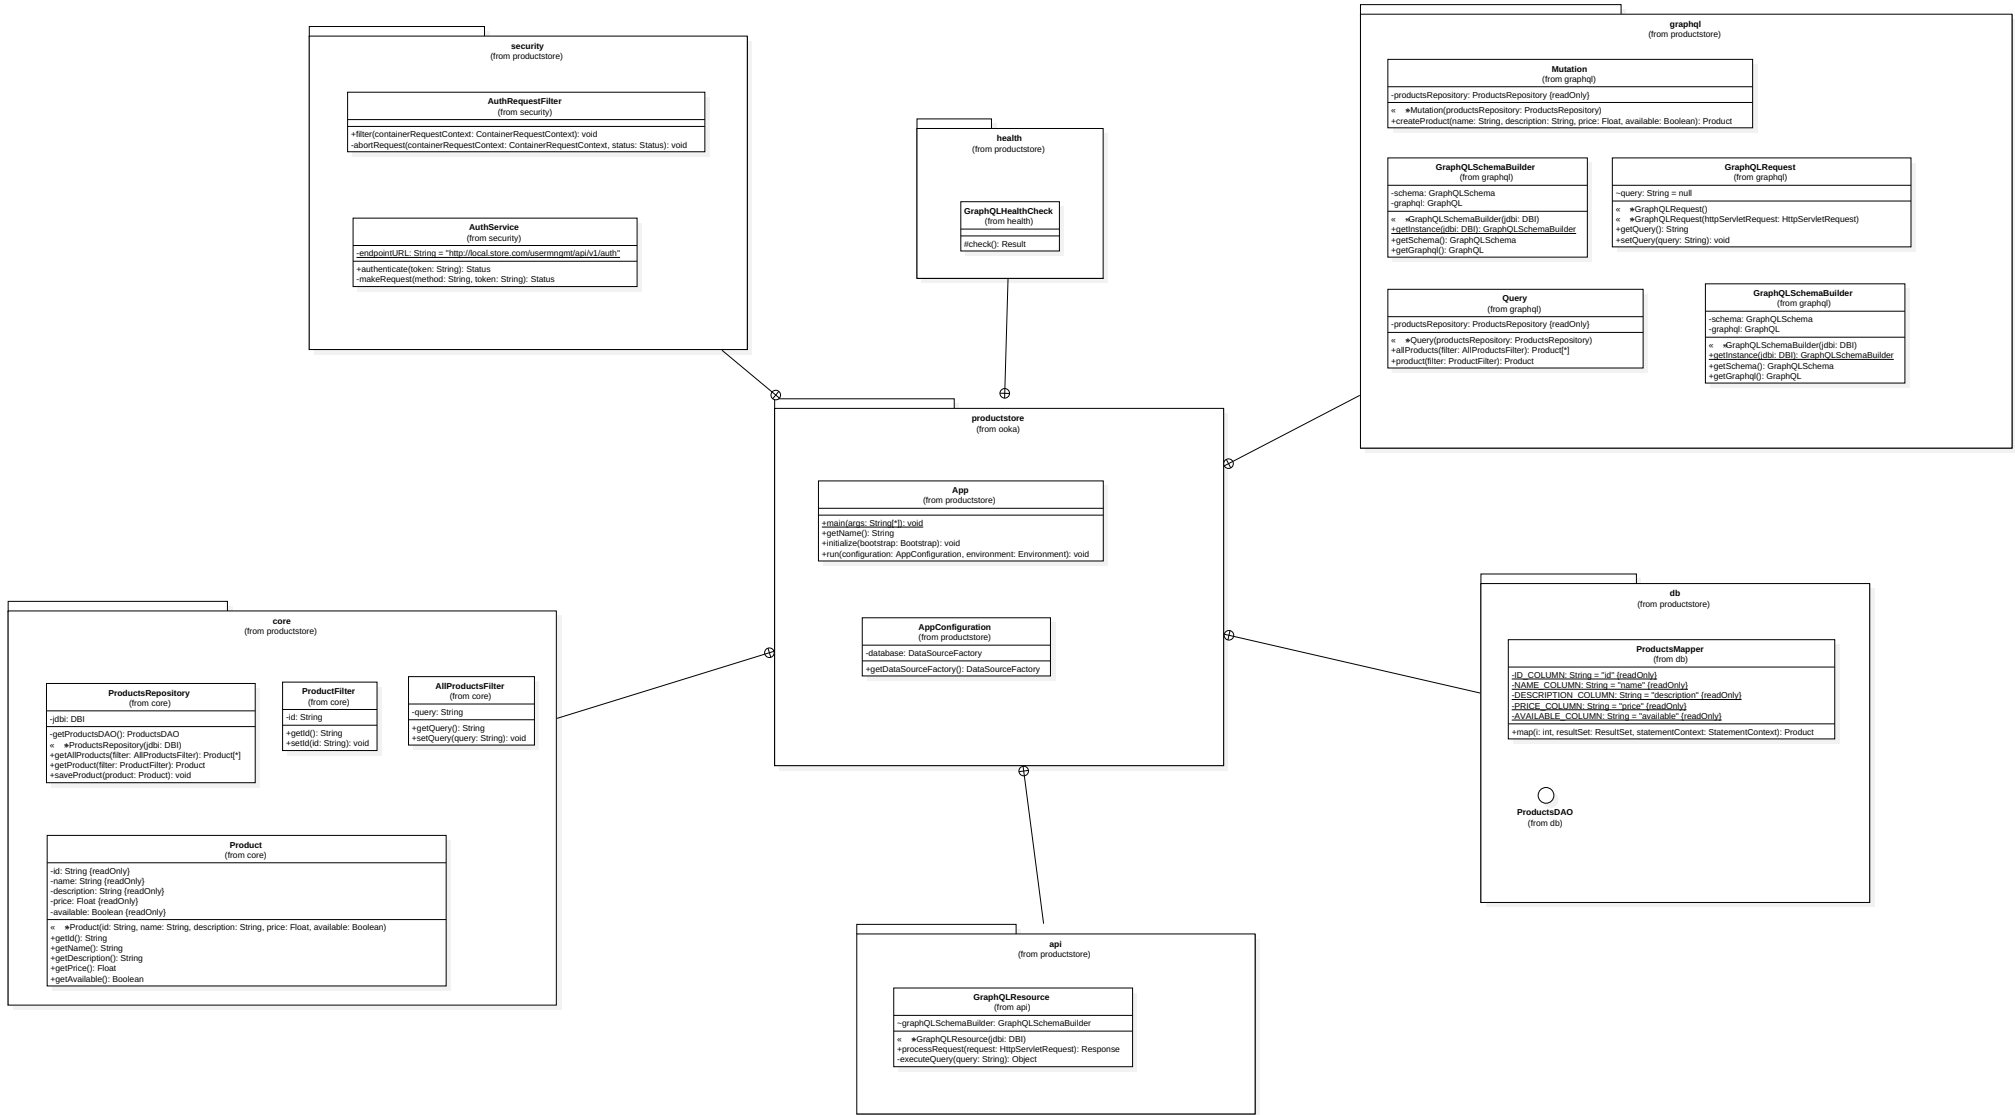 security
(from productstore)
AuthRequestFilter
(from security)
+filter(containerRequestContext: ContainerRequestContext): void
-abortRequest(containerRequestContext: ContainerRequestContext, status: Status): void
AuthService
(from security)
-endpointURL: String = "http://local.store.com/usermngmt/api/v1/auth"
+authenticate(token: String): Status
-makeRequest(method: String, token: String): Status
health
(from productstore)
GraphQLHealthCheck
(from health)
#check(): Result
graphql
(from productstore)
Mutation
(from graphql)
-productsRepository: ProductsRepository {readOnly}
« »+Mutation(productsRepository: ProductsRepository)
+createProduct(name: String, description: String, price: Float, available: Boolean): Product
GraphQLSchemaBuilder
(from graphql)
-schema: GraphQLSchema
-graphql: GraphQL
« »-GraphQLSchemaBuilder(jdbi: DBI)
+getInstance(jdbi: DBI): GraphQLSchemaBuilder
+getSchema(): GraphQLSchema
+getGraphql(): GraphQL
GraphQLRequest
(from graphql)
~query: String = null
« »+GraphQLRequest()
« »+GraphQLRequest(httpServletRequest: HttpServletRequest)
+getQuery(): String
+setQuery(query: String): void
Query
(from graphql)
-productsRepository: ProductsRepository {readOnly}
« »+Query(productsRepository: ProductsRepository)
+allProducts(filter: AllProductsFilter): Product[*]
+product(filter: ProductFilter): Product
GraphQLSchemaBuilder
(from graphql)
-schema: GraphQLSchema
-graphql: GraphQL
« »-GraphQLSchemaBuilder(jdbi: DBI)
+getInstance(jdbi: DBI): GraphQLSchemaBuilder
+getSchema(): GraphQLSchema
+getGraphql(): GraphQL
productstore
(from ooka)
App
(from productstore)
+main(args: String[*]): void
+getName(): String
+initialize(bootstrap: Bootstrap): void
+run(configuration: AppConfiguration, environment: Environment): void
AppConfiguration
(from productstore)
-database: DataSourceFactory
+getDataSourceFactory(): DataSourceFactory
core
(from productstore)
ProductsRepository
(from core)
-jdbi: DBI
-getProductsDAO(): ProductsDAO
« »+ProductsRepository(jdbi: DBI)
+getAllProducts(filter: AllProductsFilter): Product[*]
+getProduct(filter: ProductFilter): Product
+saveProduct(product: Product): void
ProductFilter
(from core)
-id: String
+getId(): String
+setId(id: String): void
AllProductsFilter
(from core)
-query: String
+getQuery(): String
+setQuery(query: String): void
Product
(from core)
-id: String {readOnly}
-name: String {readOnly}
-description: String {readOnly}
-price: Float {readOnly}
-available: Boolean {readOnly}
« »+Product(id: String, name: String, description: String, price: Float, available: Boolean)
+getId(): String
+getName(): String
+getDescription(): String
+getPrice(): Float
+getAvailable(): Boolean
db
(from productstore)
ProductsMapper
(from db)
-ID_COLUMN: String = "id" {readOnly}
-NAME_COLUMN: String = "name" {readOnly}
-DESCRIPTION_COLUMN: String = "description" {readOnly}
-PRICE_COLUMN: String = "price" {readOnly}
-AVAILABLE_COLUMN: String = "available" {readOnly}
+map(i: int, resultSet: ResultSet, statementContext: StatementContext): Product
ProductsDAO
(from db)
api
(from productstore)
GraphQLResource
(from api)
~graphQLSchemaBuilder: GraphQLSchemaBuilder
« »+GraphQLResource(jdbi: DBI)
+processRequest(request: HttpServletRequest): Response
-executeQuery(query: String): Object